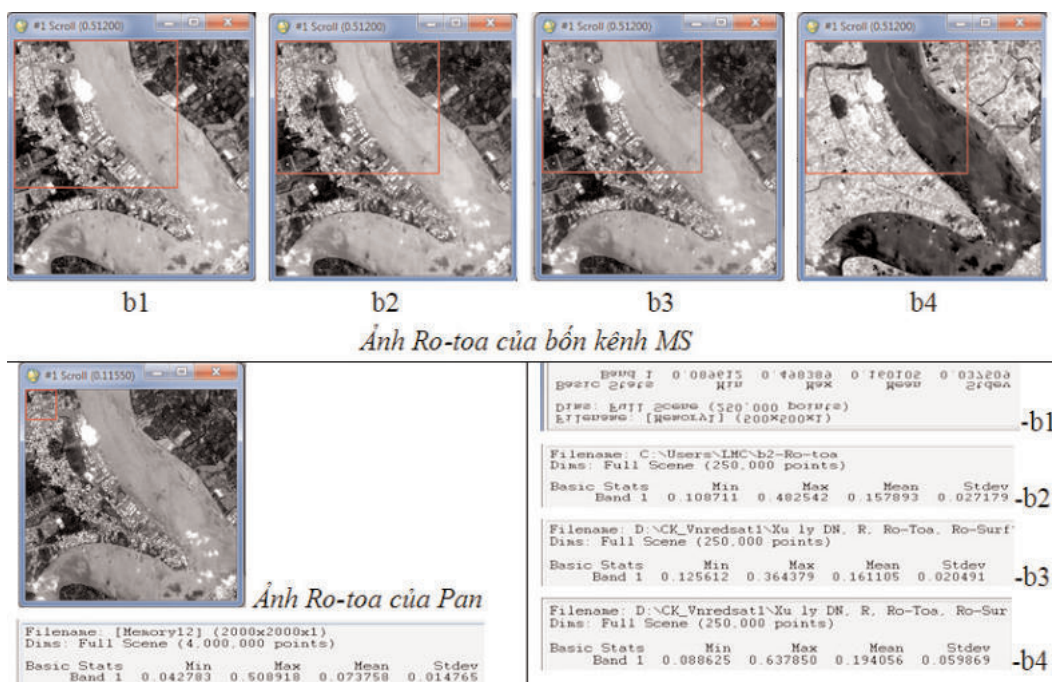 #1 Scroll (0.51200)
#1 Scroll (0.51200)
#1 Scroll (0.51200)
#1 Scroll (0.51200)
b1
b2
b3
b4
Ảnh Ro-toa của bốn kênh MS
#1 Scroll (0.11550)
Ảnh Ro-toa của Pan
Filename: [Memory12] (2000x2000x1)
Dims: Full Scene (4,000,000 points)
Basic Stats Min Max Mean Stdev
Band 1 0.042783 0.508918 0.073758 0.014765
Filename: [Memory1] (500x500x1)
Dims: Full Scene (250,000 points)
Basic Stats Min Max Mean Stdev
Band 1
-b1
Filename: C:\Users\LMC\b2-Ro-toa
Dims: Full Scene (250,000 points)
Basic Stats Min Max Mean Stdev
Band 1 0.108711 0.482542 0.157893 0.027179
-b2
Filename: D:\CK_Vnredsat1\Xu ly DN, R, Ro-Toa, Ro-Surf
Dims: Full Scene (250,000 points)
Basic Stats Min Max Mean Stdev
Band 1 0.125612 0.364379 0.161105 0.020491
-b3
Filename: D:\CK_Vnredsat1\Xu ly DN, R, Ro-Toa, Ro-Sur
Dims: Full Scene (250,000 points)
Basic Stats Min Max Mean Stdev
Band 1 0.088625 0.637850 0.194056 0.059869
-b4